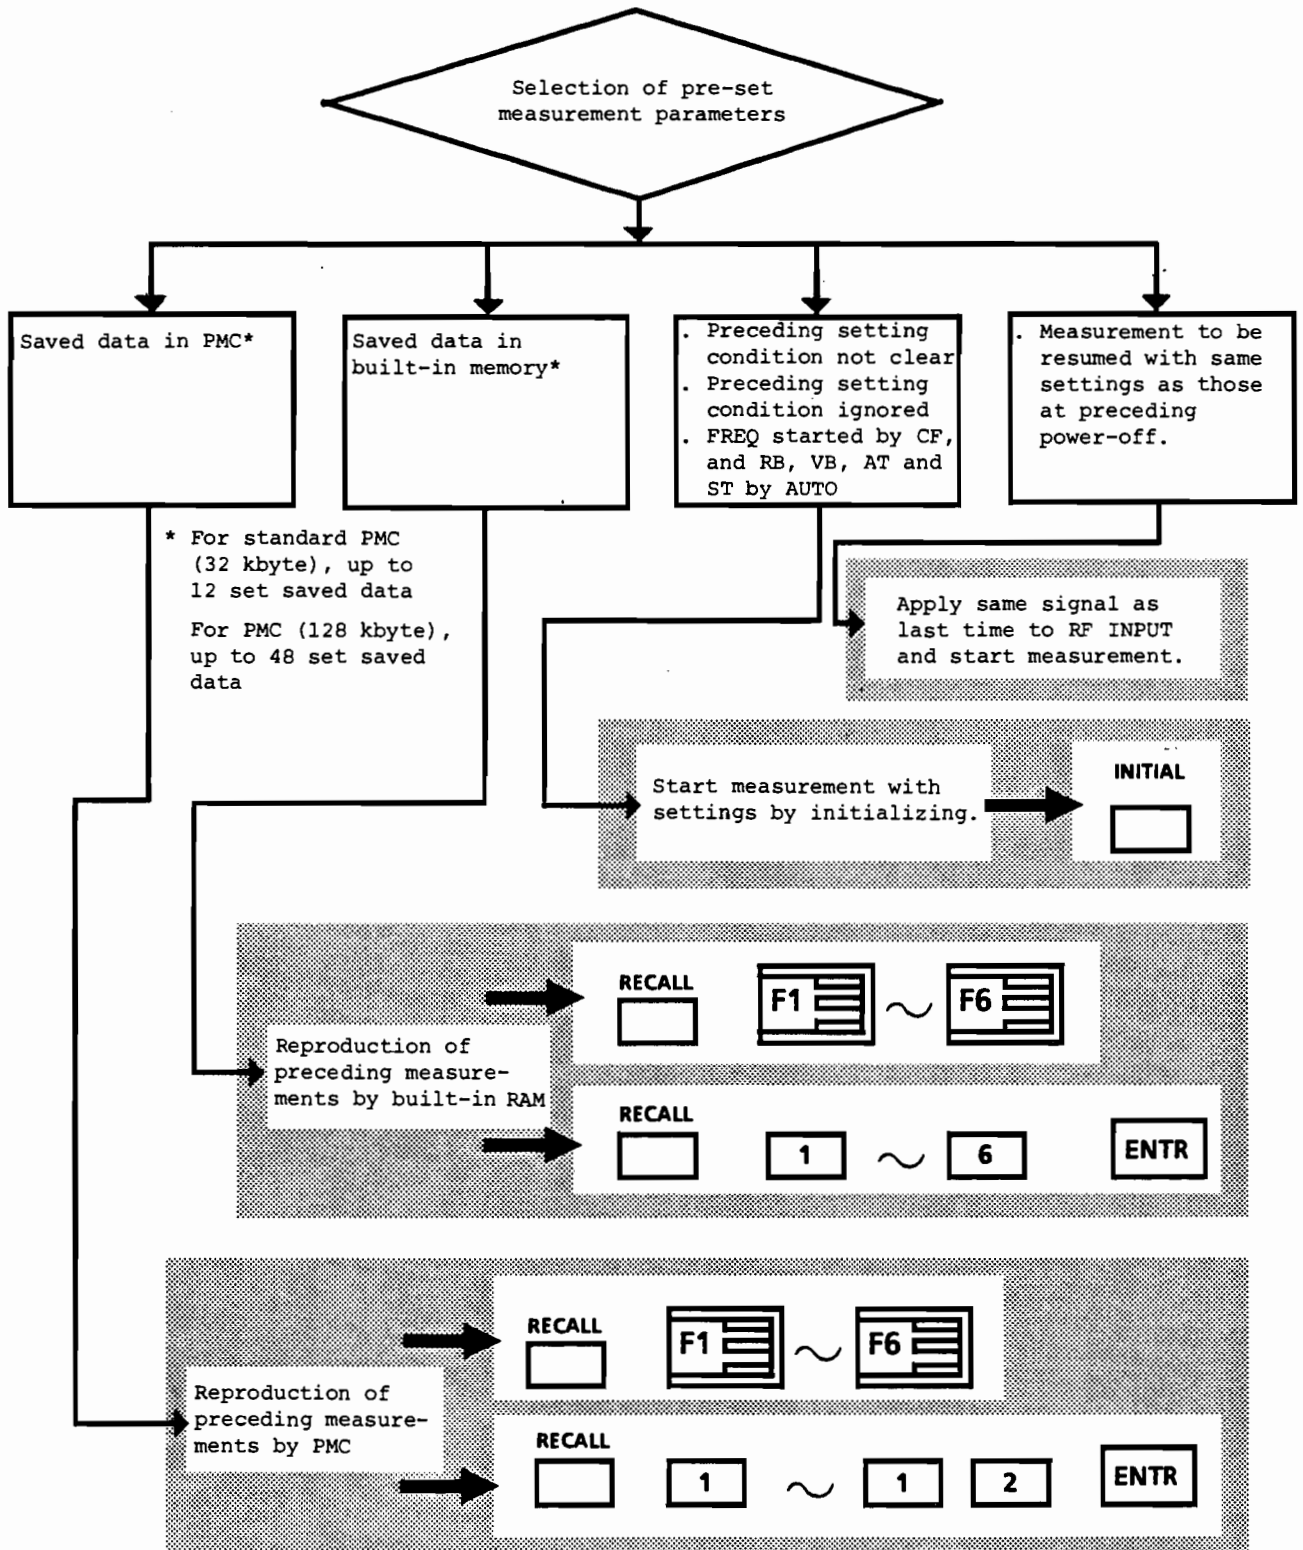 Selection of pre-set
measurement parameters
Saved data in PMC*
Saved data in
built-in memory*
. Preceding setting
condition not clear
. Preceding setting
condition ignored
. FREQ started by CF,
and RB, VB, AT and
ST by AUTO
. Measurement to be
resumed with same
settings as those
at preceding
power-off.
* For standard PMC
(32 kbyte), up to
12 set saved data
For PMC (128 kbyte),
up to 48 set saved
data
Apply same signal as
last time to RF INPUT
and start measurement.
Start measurement with
settings by initializing.
INITIAL
Reproduction of
preceding measure-
ments by built-in RAM
RECALL
F1 ~ F6
RECALL
1 ~ 6 ENTR
Reproduction of
preceding measure-
ments by PMC
RECALL
F1 ~ F6
RECALL
1 ~ 1 2 ENTR